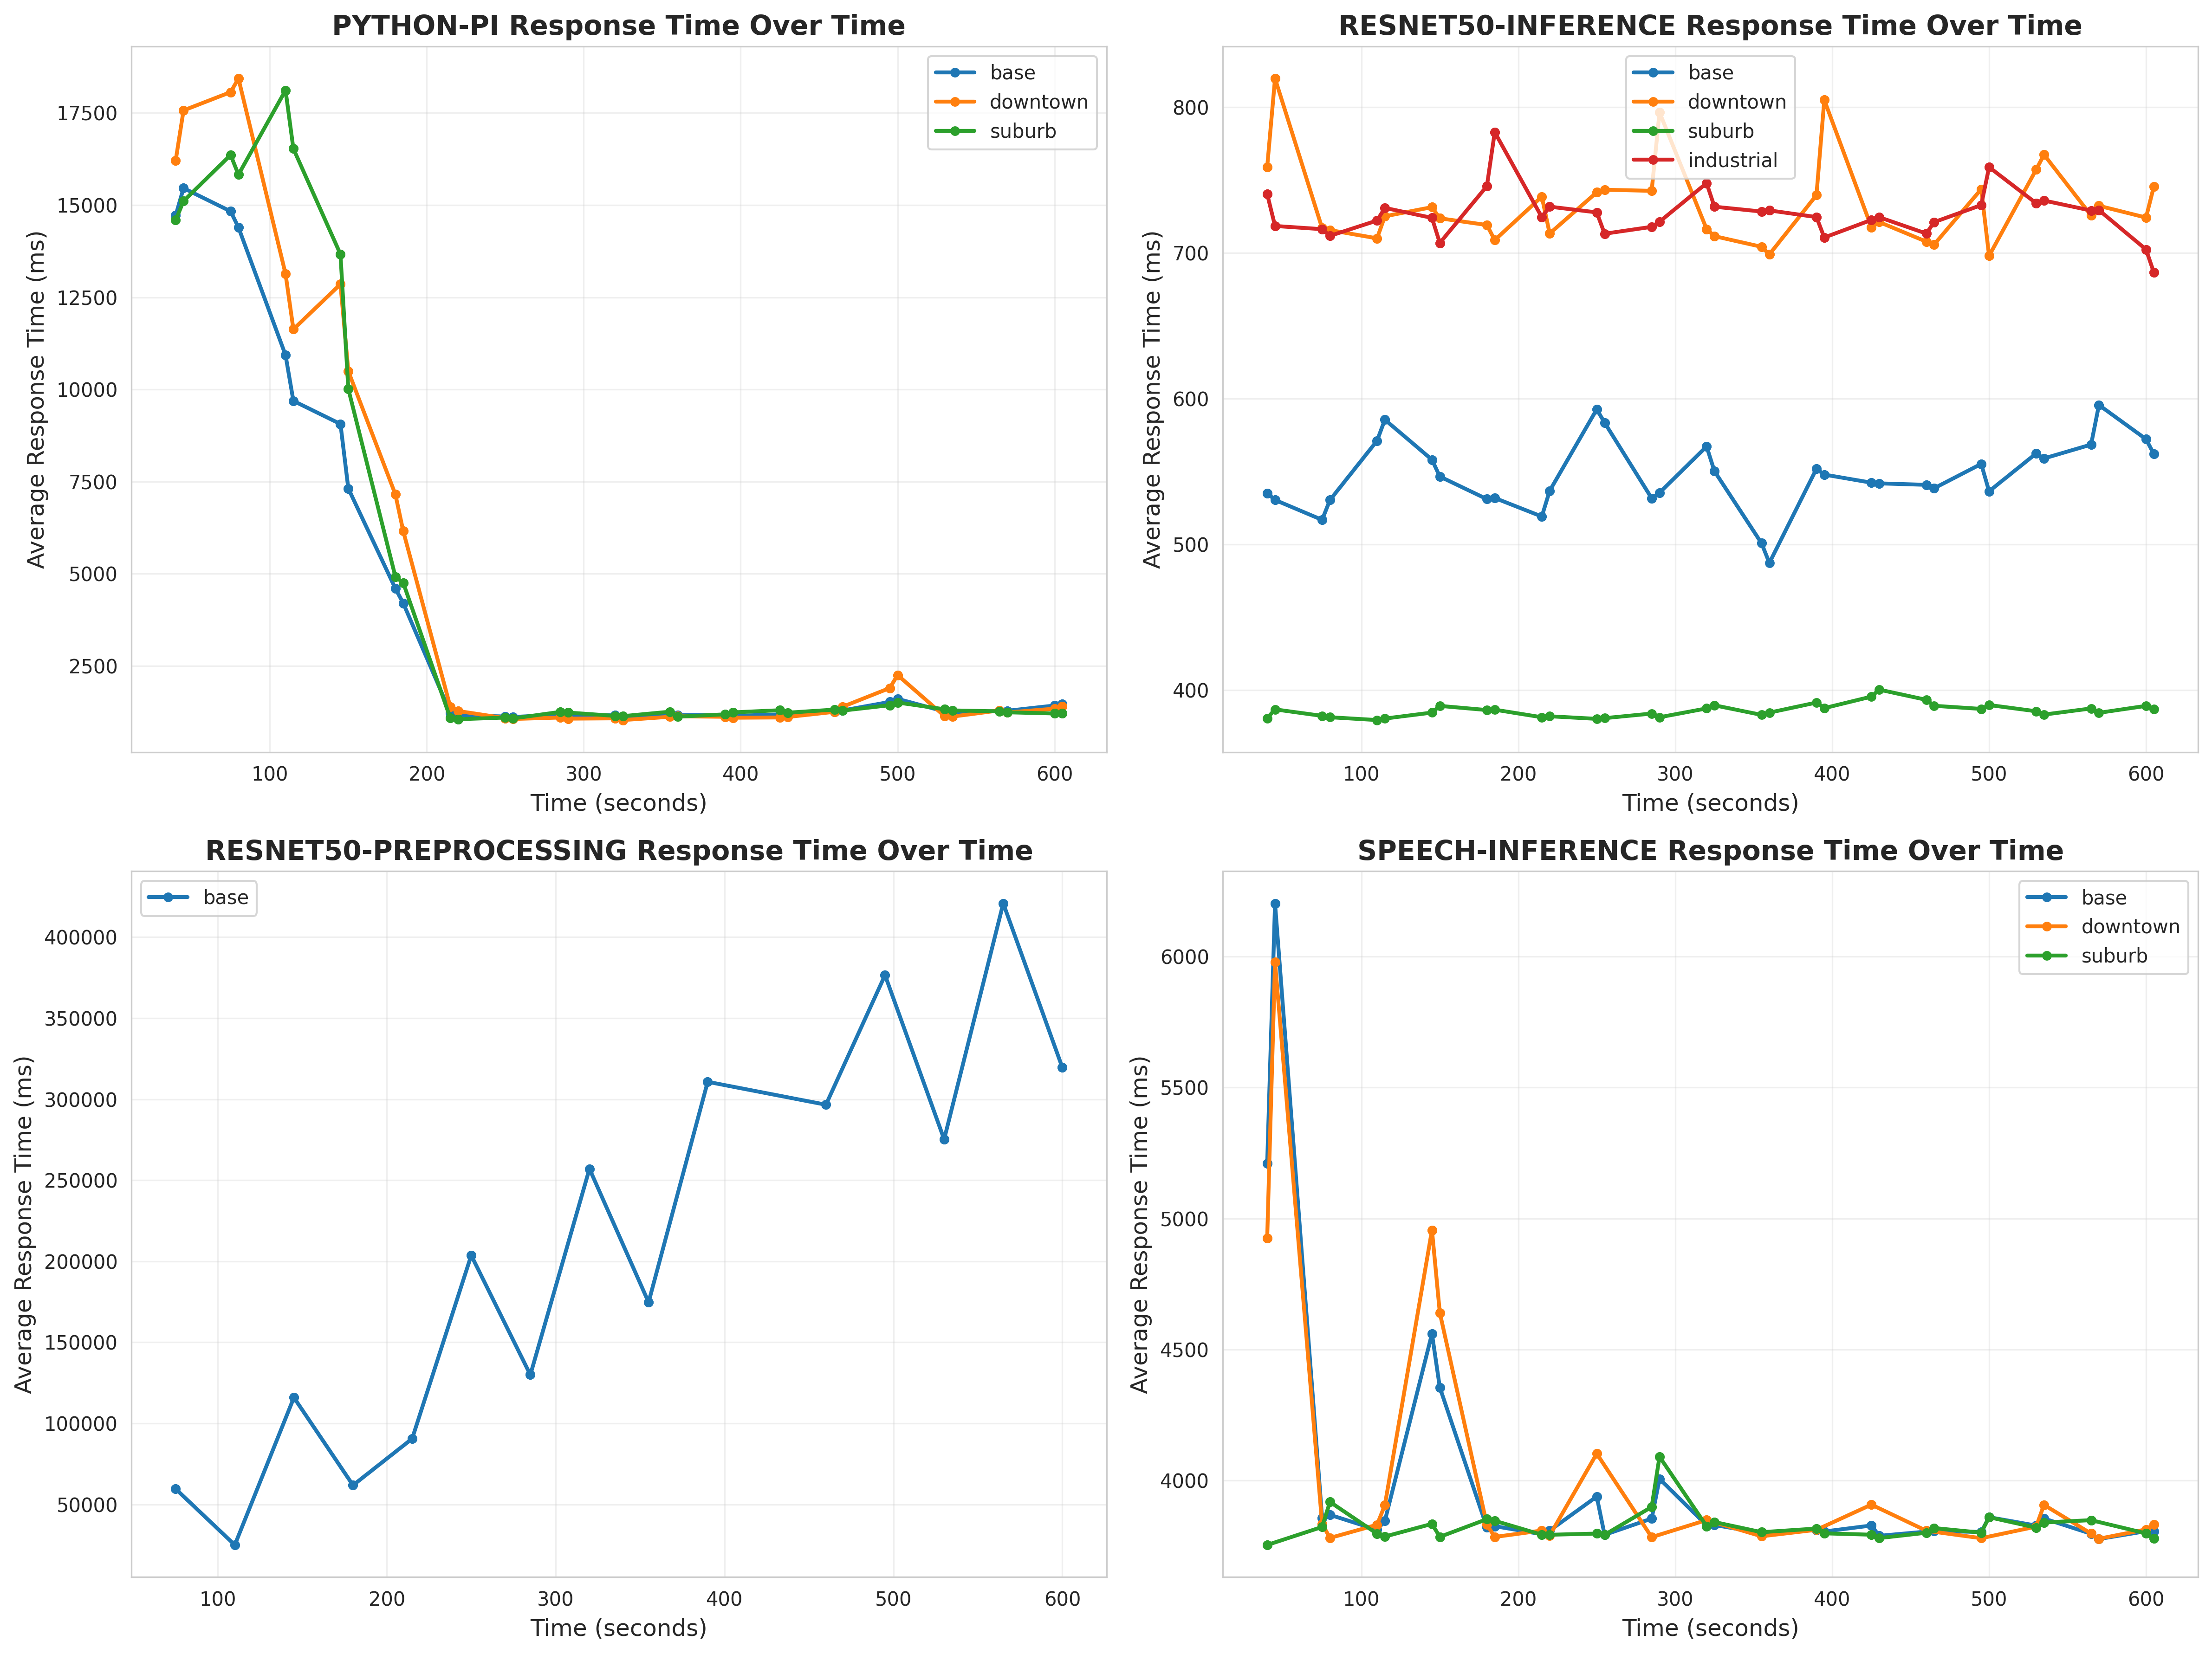 PYTHON-PI Response Time Over Time
Average Response Time (ms)
17500
15000
12500
10000
7500
5000
2500
base
downtown
suburb
100 200 300 400 500 600
Time (seconds)
RESNET50-INFERENCE Response Time Over Time
Average Response Time (ms)
800
700
600
500
400
base
downtown
suburb
industrial
100 200 300 400 500 600
Time (seconds)
RESNET50-PREPROCESSING Response Time Over Time
Average Response Time (ms)
400000
350000
300000
250000
200000
150000
100000
50000
base
100 200 300 400 500 600
Time (seconds)
SPEECH-INFERENCE Response Time Over Time
Average Response Time (ms)
6000
5500
5000
4500
4000
base
downtown
suburb
100 200 300 400 500 600
Time (seconds)